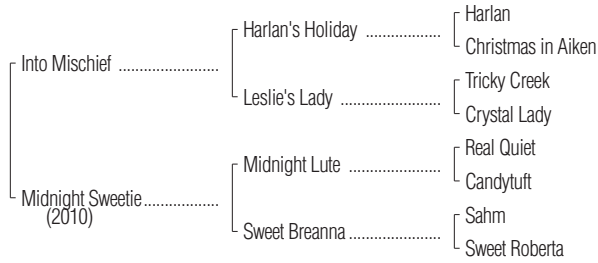 Harlan
Harlan's Holiday ..................
Christmas in Aiken
Into Mischief ........................
Tricky Creek
Leslie's Lady ........................
Crystal Lady
Real Quiet
Midnight Lute ......................
Candytuft
Midnight Sweetie..................
(2010)
Sahm
Sweet Breanna ......................
Sweet Roberta